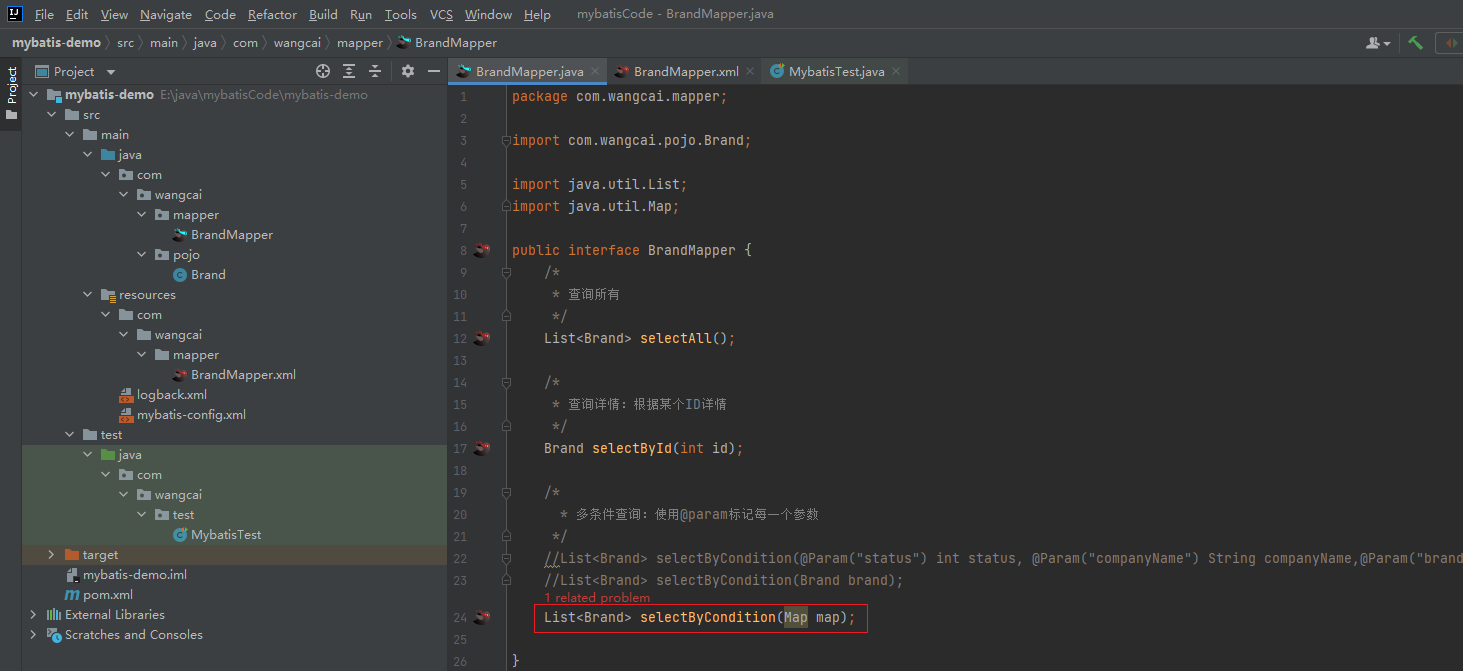 File Edit View Navigate Code Refactor Build Run Tools VCS Window Help mybatisCode - BrandMapper.java
mybatis-demo src main java com wangcai mapper BrandMapper
Project
Project
BrandMapper.java BrandMapper.xml MybatisTest.java
mybatis-demo E:\java\mybatisCode\mybatis-demo
src
main
java
com
wangcai
mapper
BrandMapper
pojo
Brand
resources
com
wangcai
mapper
BrandMapper.xml
logback.xml
mybatis-config.xml
test
java
com
wangcai
test
MybatisTest
target
mybatis-demo.iml
pom.xml
External Libraries
Scratches and Consoles
1 package com.wangcai.mapper;
2
3 import com.wangcai.pojo.Brand;
4
5 import java.util.List;
6 import java.util.Map;
7
8 public interface BrandMapper {
9 /*
10 * 查询所有
11 */
12 List<Brand> selectAll();
13
14 /*
15 * 查询详情：根据某个ID详情
16 */
17 Brand selectById(int id);
18
19 /*
20 * 多条件查询：使用@param标记每一个参数
21 */
22 //List<Brand> selectByCondition(@Param("status") int status, @Param("companyName") String companyName,@Param("brand
23 //List<Brand> selectByCondition(Brand brand);
1 related problem
24 List<Brand> selectByCondition(Map map);
25
26 }